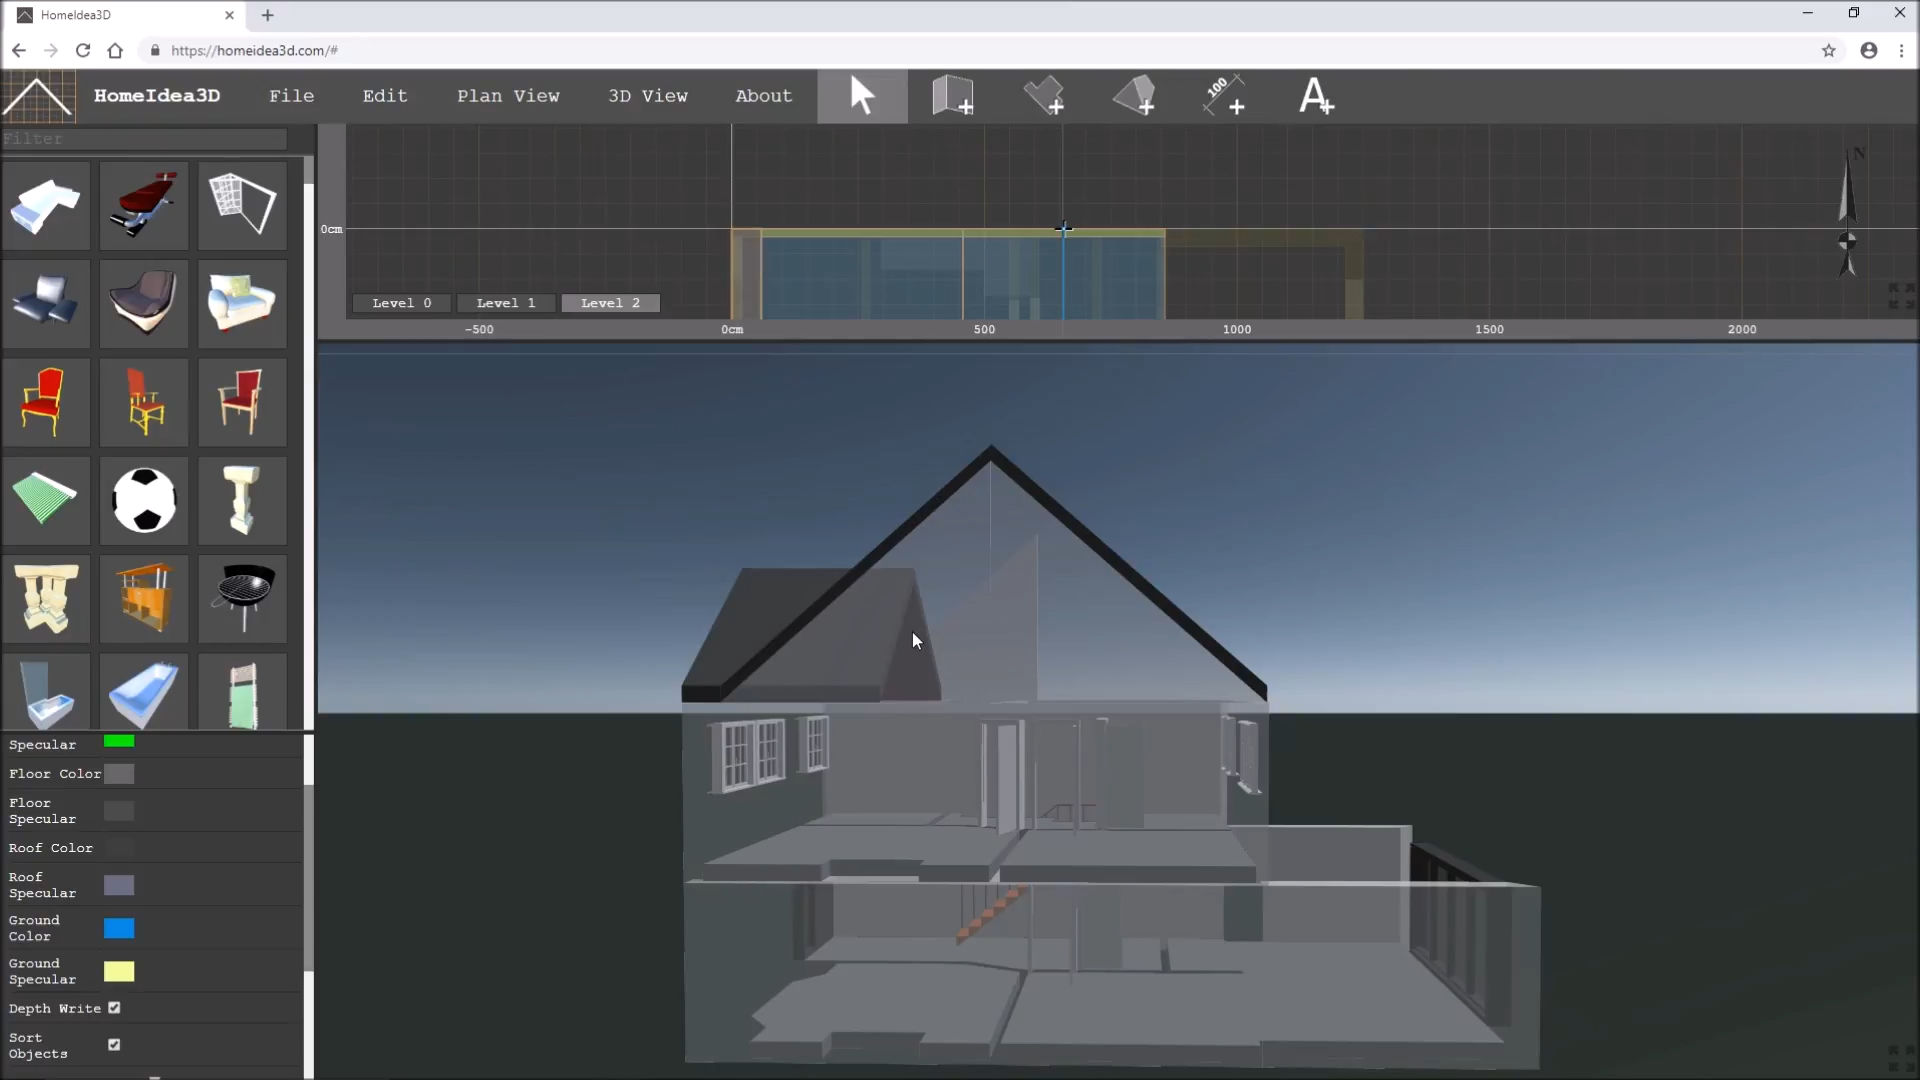 HomeIdea3D
https://homeidea3d.com/#
HomeIdea3D File Edit Plan View 3D View About 100 A
Filter
N
0cm
Level 0 Level 1 Level 2
-500 0cm 500 1000 1500 2000
Specular
Floor Color
Floor
Specular
Roof Color
Roof
Specular
Ground
Color
Ground
Specular
Depth Write
Sort
Objects